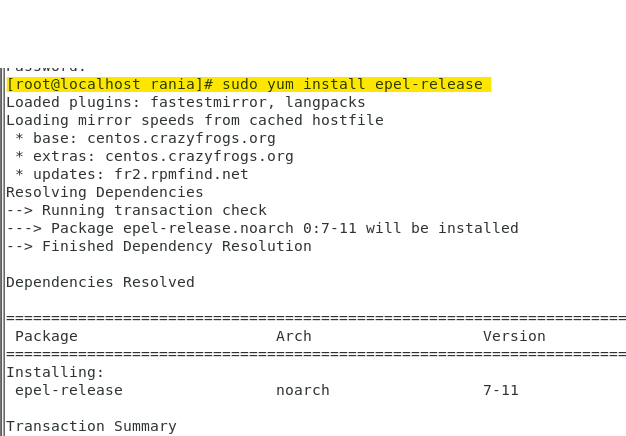 Password:
[root@localhost rania]# sudo yum install epel-release
Loaded plugins: fastestmirror, langpacks
Loading mirror speeds from cached hostfile
 * base: centos.crazyfrogs.org
 * extras: centos.crazyfrogs.org
 * updates: fr2.rpmfind.net
Resolving Dependencies
--> Running transaction check
---> Package epel-release.noarch 0:7-11 will be installed
--> Finished Dependency Resolution
Dependencies Resolved
================================================================================
 Package Arch Version
================================================================================
Installing:
 epel-release noarch 7-11
Transaction Summary